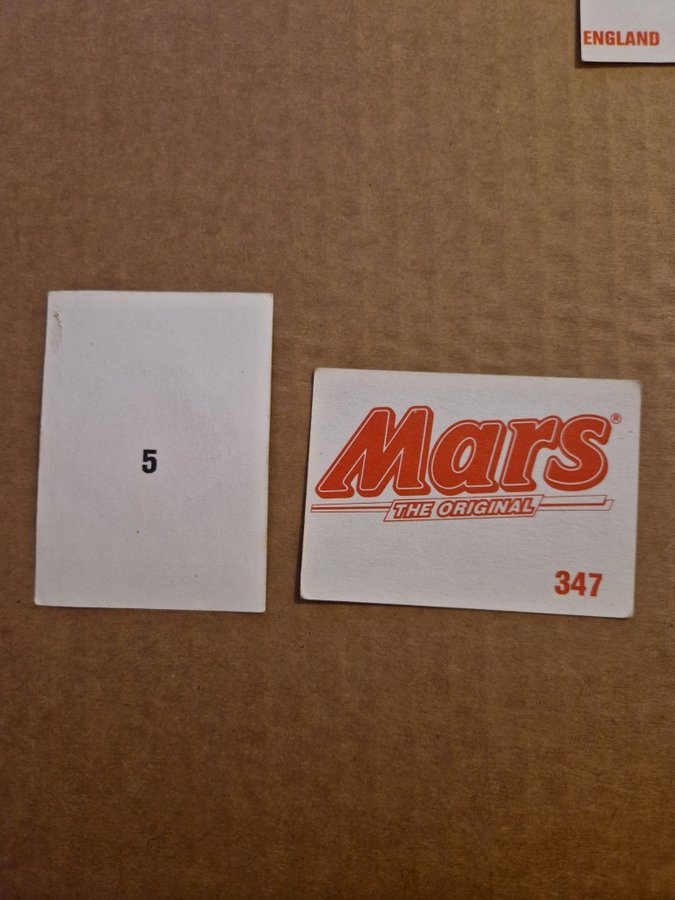 ENGLAND
5
Mars®
THE ORIGINAL
347